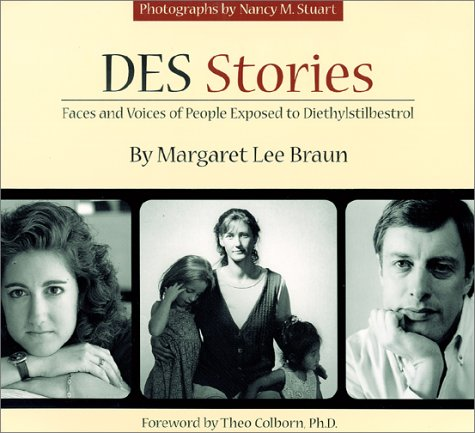 Photographs by Nancy M. Stuart
DES Stories
Faces and Voices of People Exposed to Diethylstilbestrol
By Margaret Lee Braun
Foreword by Theo Colborn, Ph.D.